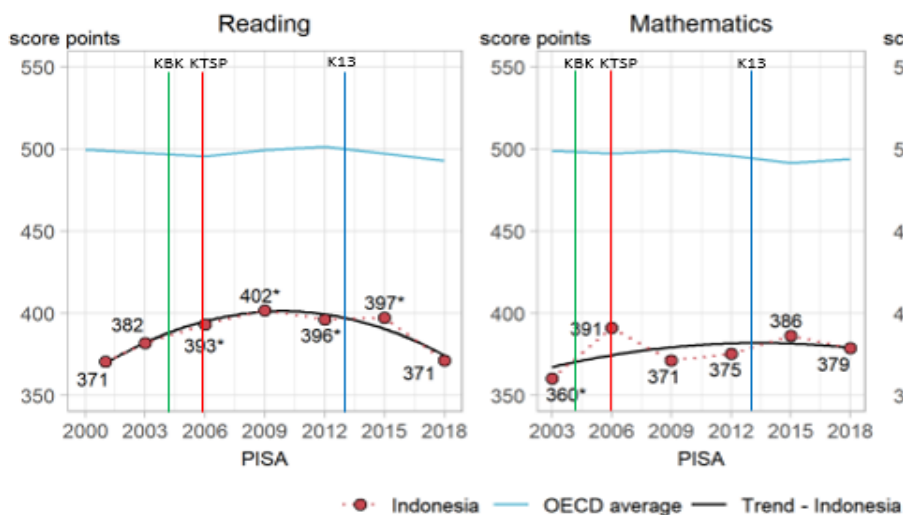 Reading
score points
KBK KTSP K13
550
500
450
400
350
371
382
393*
402*
396*
397*
371
2000 2003 2006 2009 2012 2015 2018
PISA
Mathematics
score points
KBK KTSP K13
550
500
450
400
350
360*
391
371
375
386
379
2003 2006 2009 2012 2015 2018
PISA
Indonesia OECD average Trend - Indonesia